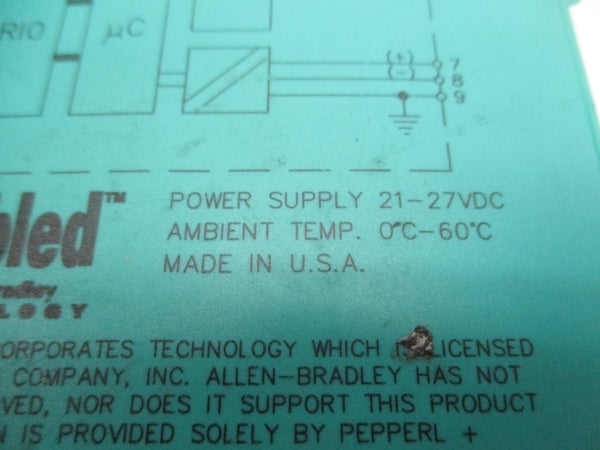 RIO
µC
(+)
(-)
7
8
9
bled™
POWER SUPPLY 21-27VDC
AMBIENT TEMP. 0°C-60°C
MADE IN U.S.A.
radley
OLOGY
CORPORATES TECHNOLOGY WHICH LICENSED
COMPANY, INC. ALLEN-BRADLEY HAS NOT
VED, NOR DOES IT SUPPORT THIS PRODUCT
N IS PROVIDED SOLELY BY PEPPERL +